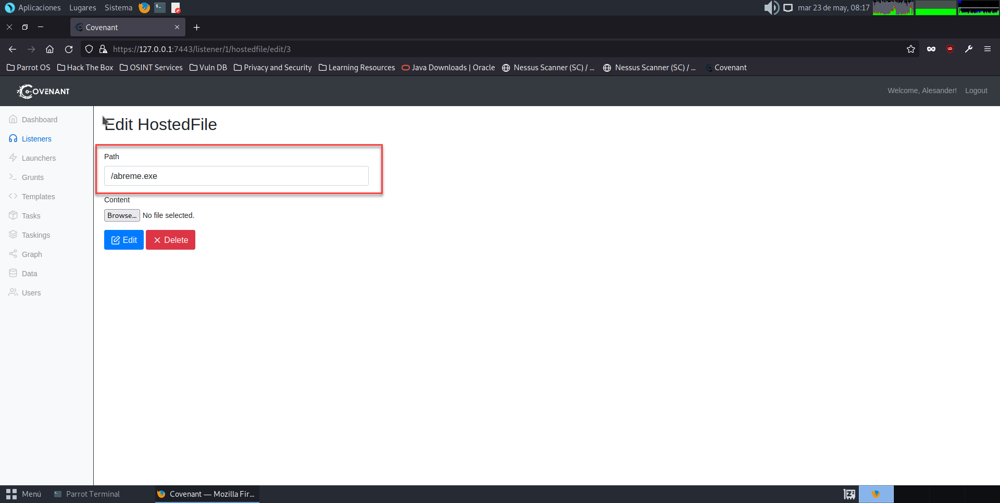 Aplicaciones Lugares Sistema mar 23 de may, 08:17
Covenant
https://127.0.0.1:7443/listener/1/hostedfile/edit/3
Parrot OS Hack The Box OSINT Services Vuln DB Privacy and Security Learning Resources Java Downloads | Oracle Nessus Scanner (SC) / ... Nessus Scanner (SC) / ... Covenant
COVENANT Welcome, Alesander! Logout
Dashboard
Listeners
Launchers
Grunts
Templates
Tasks
Taskings
Graph
Data
Users
Edit HostedFile
Path
/abreme.exe
Content
Browse... No file selected.
Edit Delete
Menú Parrot Terminal Covenant — Mozilla Fir...